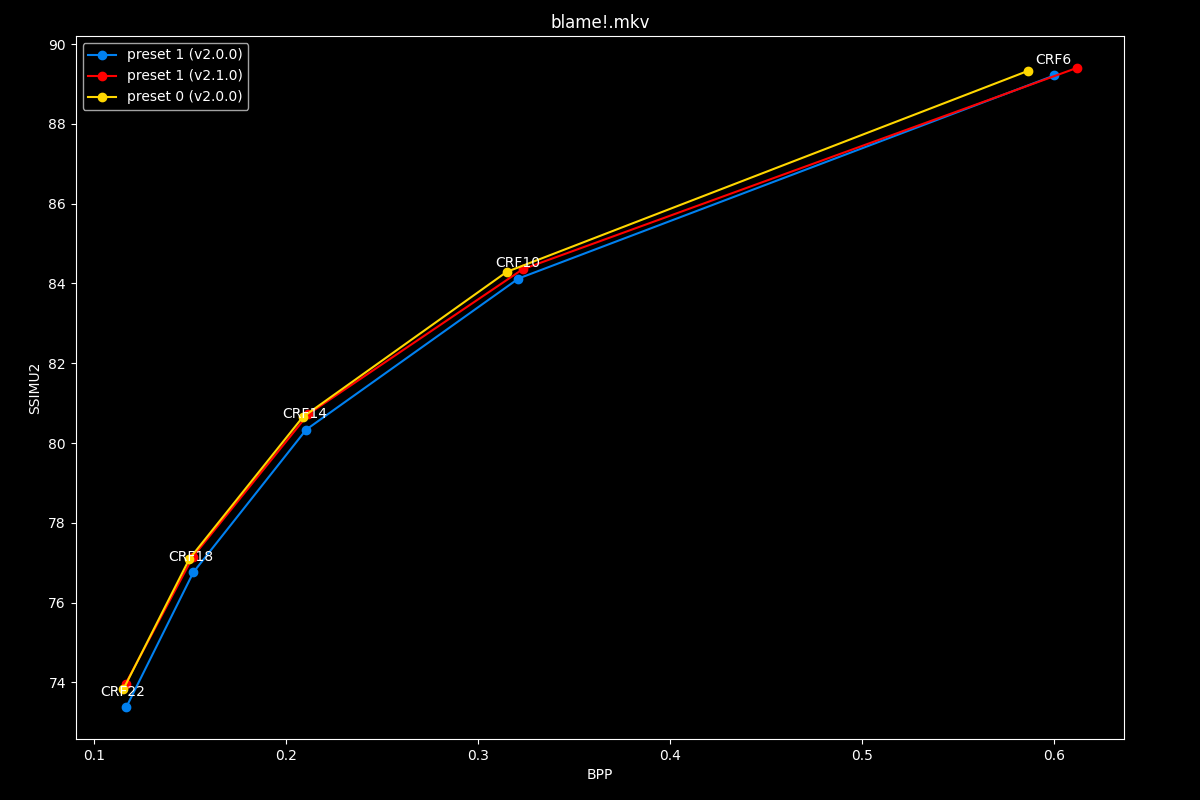 blame!.mkv
preset 1 (v2.0.0)
preset 1 (v2.1.0)
preset 0 (v2.0.0)
90
88
86
84
82
80
78
76
74
SSIMU2
CRF6
CRF10
CRF14
CRF18
CRF22
0.1 0.2 0.3 0.4 0.5 0.6
BPP